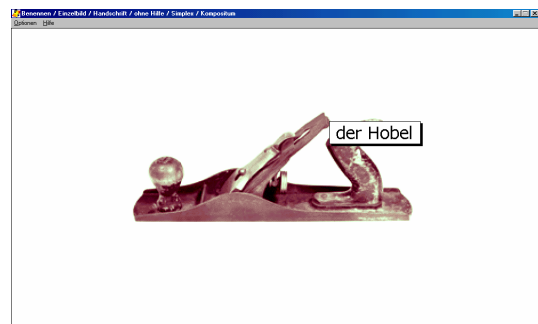 Benennen / Einzelbild / Handschrift / ohne Hilfe / Simplex / Kompositum
Optionen Hilfe
der Hobel